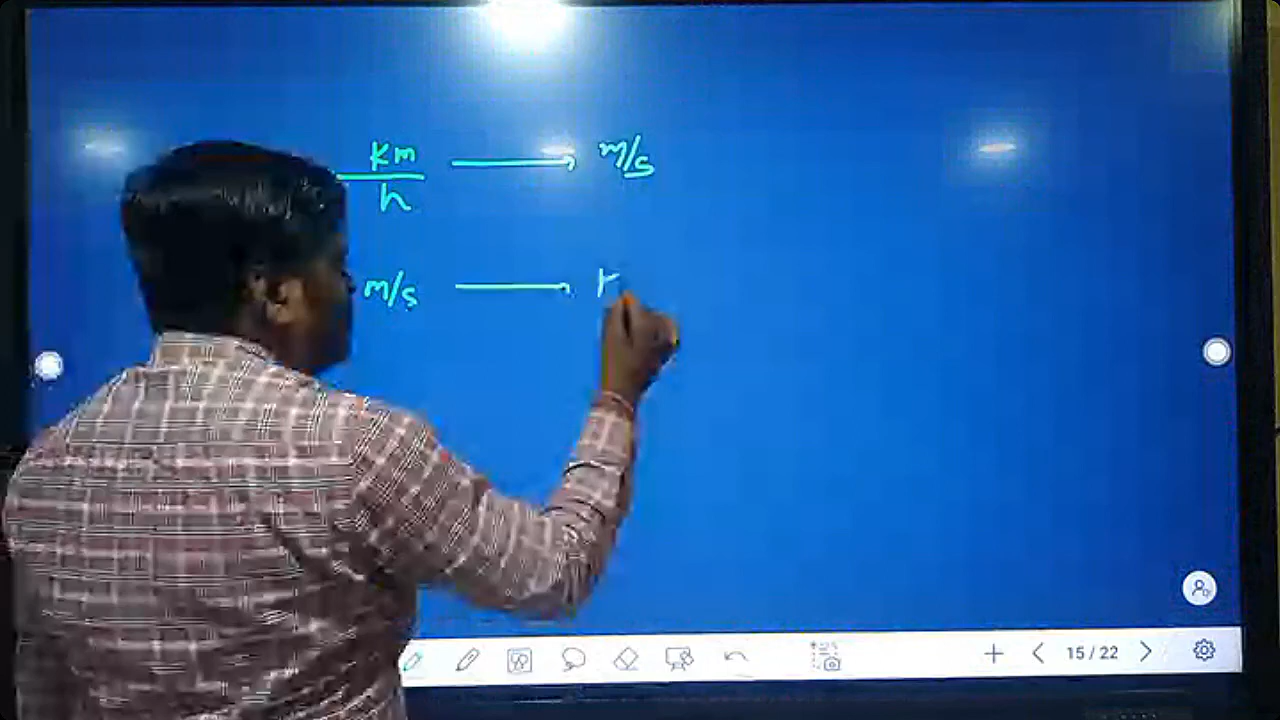 km/h → m/s
m/s →
15 / 22